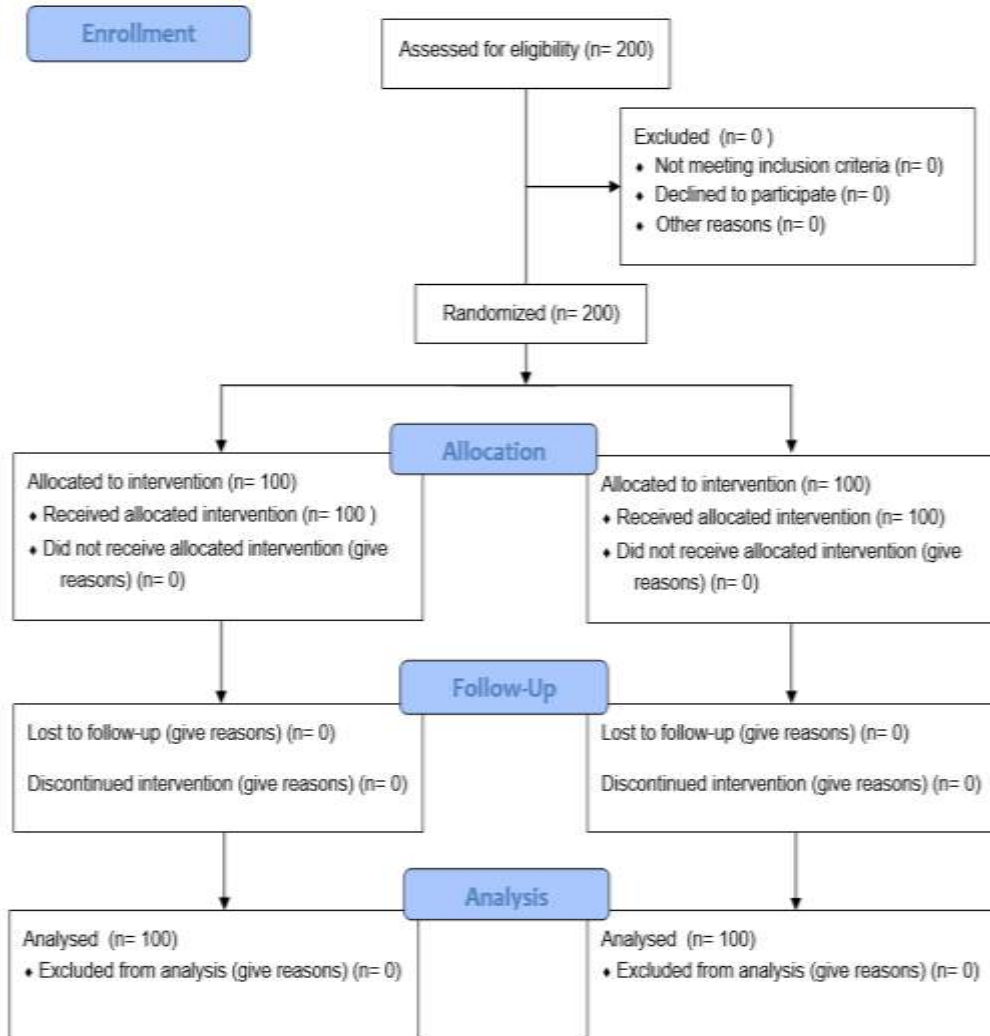 Enrollment
Assessed for eligibility (n= 200)
Excluded (n= 0 )
♦ Not meeting inclusion criteria (n= 0)
♦ Declined to participate (n= 0)
♦ Other reasons (n= 0)
Randomized (n= 200)
Allocation
Allocated to intervention (n= 100)
♦ Received allocated intervention (n= 100 )
♦ Did not receive allocated intervention (give
reasons) (n= 0)
Allocated to intervention (n= 100)
♦ Received allocated intervention (n= 100)
♦ Did not receive allocated intervention (give
reasons) (n= 0)
Follow-Up
Lost to follow-up (give reasons) (n= 0)
Discontinued intervention (give reasons) (n= 0)
Lost to follow-up (give reasons) (n= 0)
Discontinued intervention (give reasons) (n= 0)
Analysis
Analysed (n= 100)
♦ Excluded from analysis (give reasons) (n= 0)
Analysed (n= 100)
♦ Excluded from analysis (give reasons) (n= 0)